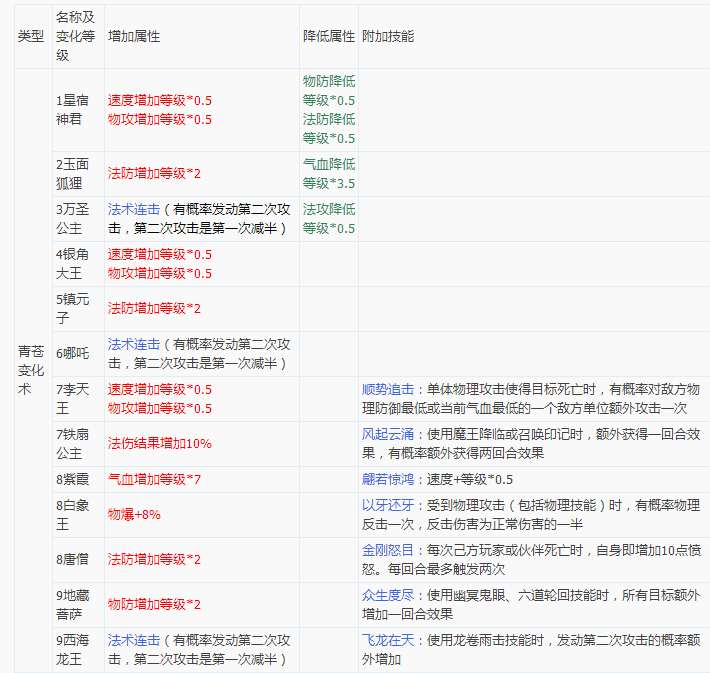 类型
名称及
变化等
级
增加属性
降低属性
附加技能
青苍
变化
术
1星宿
神君
速度增加等级*0.5
物攻增加等级*0.5
物防降低
等级*0.5
法防降低
等级*0.5
2玉面
狐狸
法防增加等级*2
气血降低
等级*3.5
3万圣
公主
法术连击（有概率发动第二次攻
击，第二次攻击是第一次减半）
法攻降低
等级*0.5
4银角
大王
速度增加等级*0.5
物攻增加等级*0.5
5镇元
子
法防增加等级*2
6哪吒
法术连击（有概率发动第二次攻
击，第二次攻击是第一次减半）
7李天
王
速度增加等级*0.5
物攻增加等级*0.5
顺势追击：单体物理攻击使得目标死亡时，有概率对敌方物
理防御最低或当前气血最低的一个敌方单位额外攻击一次
7铁扇
公主
法伤结果增加10%
风起云涌：使用魔王降临或召唤印记时，额外获得一回合效
果，有概率额外获得两回合效果
8紫霞
气血增加等级*7
翩若惊鸿：速度+等级*0.5
8白象
王
物爆+8%
以牙还牙：受到物理攻击（包括物理技能）时，有概率物理
反击一次，反击伤害为正常伤害的一半
8唐僧
法防增加等级*2
金刚怒目：每次己方玩家或伙伴死亡时，自身即增加10点愤
怒。每回合最多触发两次
9地藏
菩萨
物防增加等级*2
众生度尽：使用幽冥鬼眼、六道轮回技能时，所有目标额外
增加一回合效果
9西海
龙王
法术连击（有概率发动第二次攻
击，第二次攻击是第一次减半）
飞龙在天：使用龙卷雨击技能时，发动第二次攻击的概率额
外增加